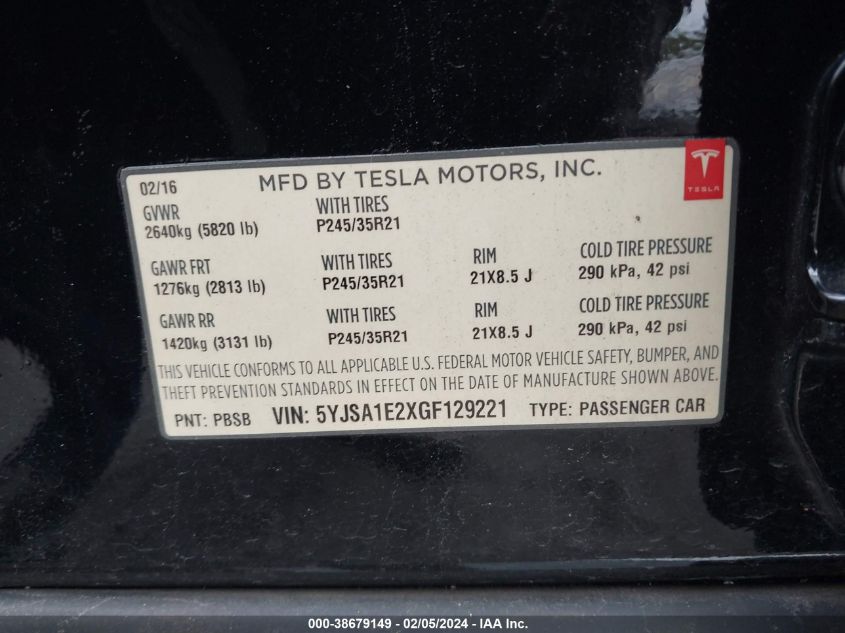 02/16 MFD BY TESLA MOTORS, INC.
TESLA
GVWR WITH TIRES
2640kg (5820 lb) P245/35R21
GAWR FRT WITH TIRES RIM COLD TIRE PRESSURE
1276kg (2813 lb) P245/35R21 21X8.5 J 290 kPa, 42 psi
GAWR RR WITH TIRES RIM COLD TIRE PRESSURE
1420kg (3131 lb) P245/35R21 21X8.5 J 290 kPa, 42 psi
THIS VEHICLE CONFORMS TO ALL APPLICABLE U.S. FEDERAL MOTOR VEHICLE SAFETY, BUMPER, AND
THEFT PREVENTION STANDARDS IN EFFECT ON THE DATE OF MANUFACTURE SHOWN ABOVE.
PNT: PBSB VIN: 5YJSA1E2XGF129221 TYPE: PASSENGER CAR
000-38679149 - 02/05/2024 - IAA Inc.